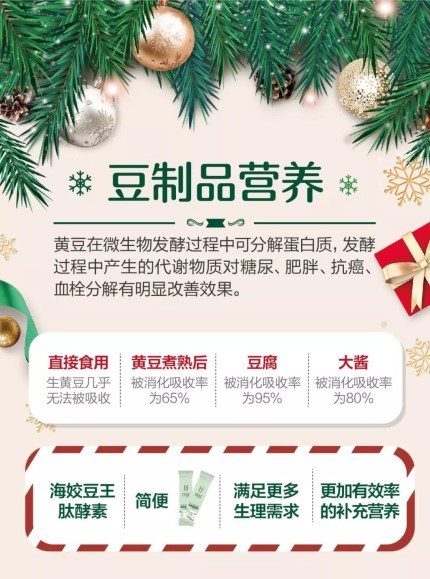 豆制品营养
黄豆在微生物发酵过程中可分解蛋白质，发酵
过程中产生的代谢物质对糖尿、肥胖、抗癌、
血栓分解有明显改善效果。
直接食用
生黄豆几乎
无法被吸收
黄豆煮熟后
被消化吸收率
为65%
豆腐
被消化吸收率
为95%
大酱
被消化吸收率
为80%
海姣豆王
肽酵素
简便
满足更多
生理需求
更加有效率
的补充营养